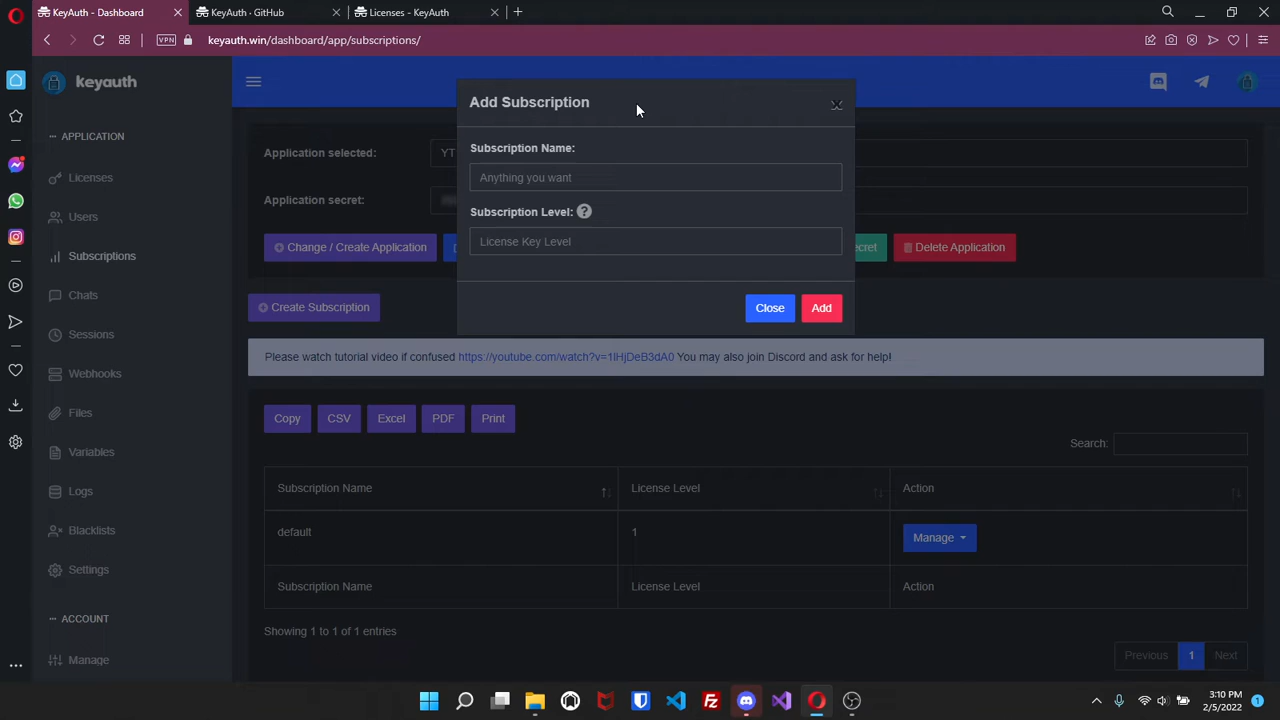 KeyAuth - Dashboard
KeyAuth · GitHub
Licenses - KeyAuth
VPN
keyauth.win/dashboard/app/subscriptions/
keyauth
Add Subscription
APPLICATION
Application selected:
YT
Subscription Name:
Anything you want
Licenses
Application secret:
Users
Subscription Level: ?
License Key Level
Change / Create Application
Delete Application
Subscriptions
Chats
Create Subscription
Close
Add
Sessions
Please watch tutorial video if confused https://youtube.com/watch?v=1lHjDeB3dA0 You may also join Discord and ask for help!
Webhooks
Files
Copy
CSV
Excel
PDF
Print
Search:
Variables
Logs
Subscription Name
License Level
Action
Blacklists
default
1
Manage
Settings
Subscription Name
License Level
Action
ACCOUNT
Showing 1 to 1 of 1 entries
Manage
Previous
1
Next
3:10 PM
2/5/2022
1